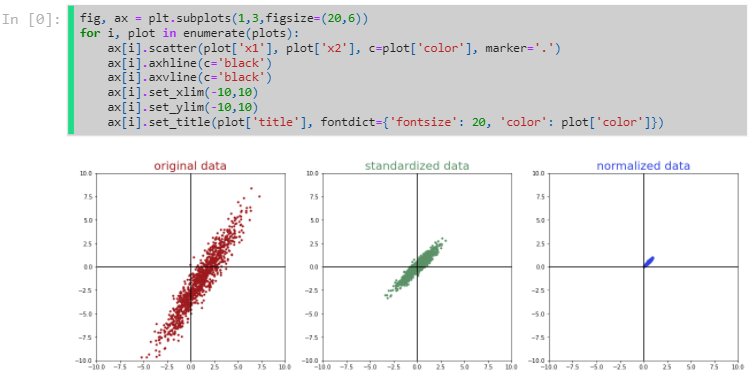 In [0]:
fig, ax = plt.subplots(1,3,figsize=(20,6))
for i, plot in enumerate(plots):
    ax[i].scatter(plot['x1'], plot['x2'], c=plot['color'], marker='.')
    ax[i].axhline(c='black')
    ax[i].axvline(c='black')
    ax[i].set_xlim(-10,10)
    ax[i].set_ylim(-10,10)
    ax[i].set_title(plot['title'], fontdict={'fontsize': 20, 'color': plot['color']})
original data
10.0
7.5
5.0
2.5
0.0
−2.5
−5.0
−7.5
−10.0
−10.0 −7.5 −5.0 −2.5 0.0 2.5 5.0 7.5 10.0
standardized data
10.0
7.5
5.0
2.5
0.0
−2.5
−5.0
−7.5
−10.0
−10.0 −7.5 −5.0 −2.5 0.0 2.5 5.0 7.5 10.0
normalized data
10.0
7.5
5.0
2.5
0.0
−2.5
−5.0
−7.5
−10.0
−10.0 −7.5 −5.0 −2.5 0.0 2.5 5.0 7.5 10.0